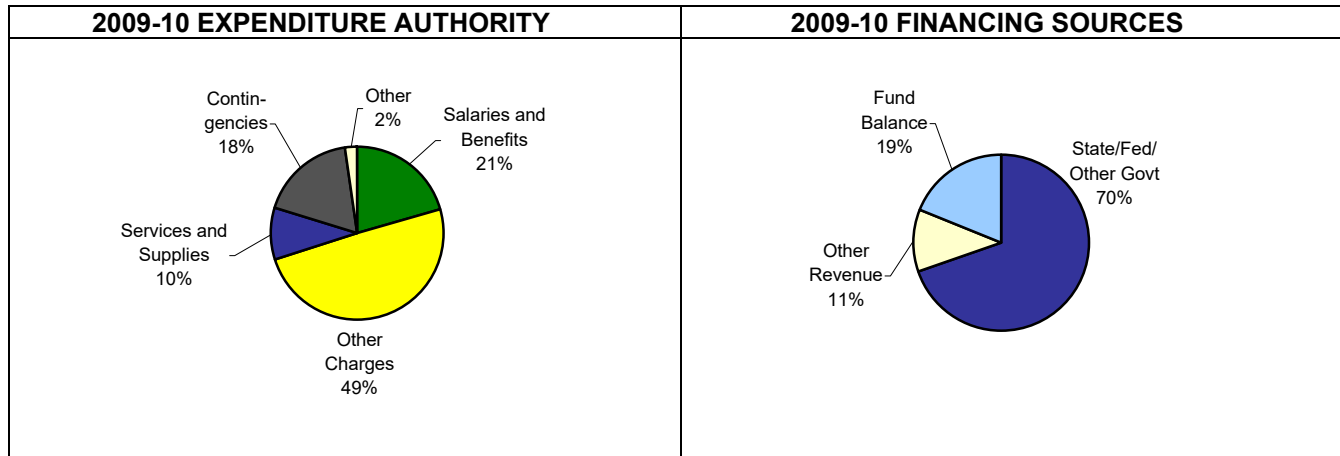 2009-10 EXPENDITURE AUTHORITY
Contin-
gencies
18%
Other
2%
Salaries and
Benefits
21%
Services and
Supplies
10%
Other
Charges
49%
2009-10 FINANCING SOURCES
Fund
Balance
19%
State/Fed/
Other Govt
70%
Other
Revenue
11%